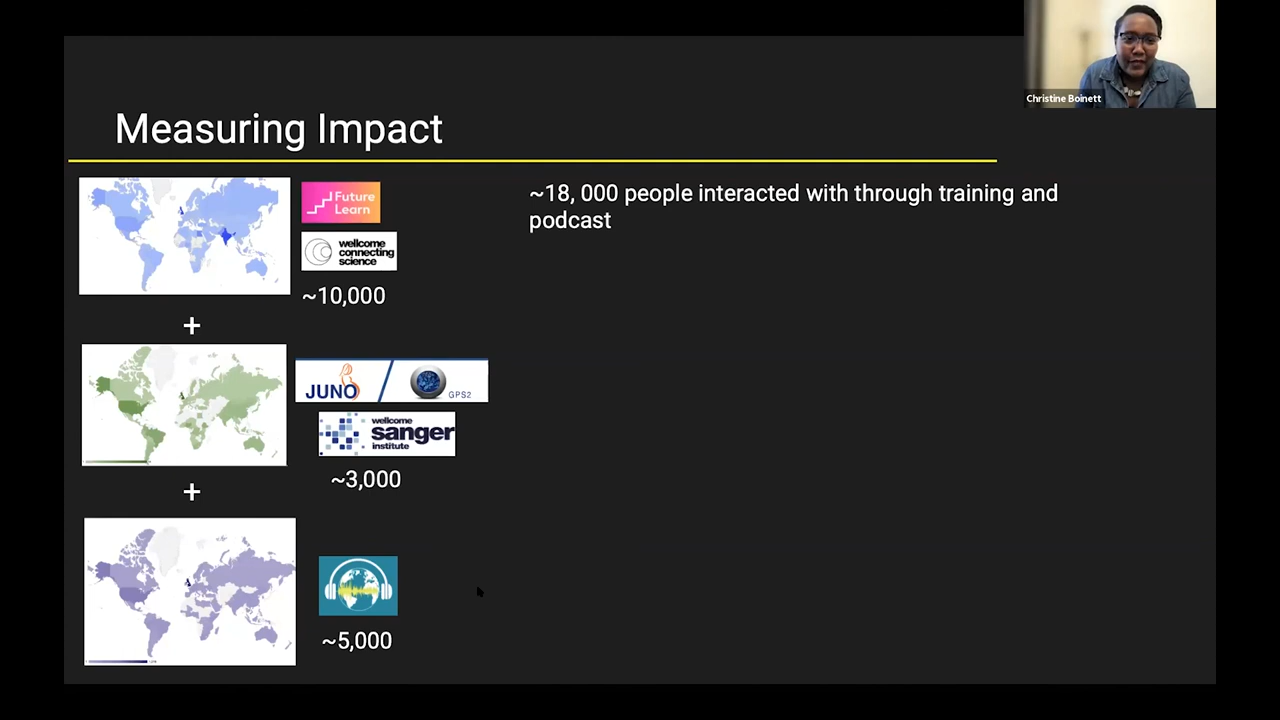 Christine Boinett
Measuring Impact
Future
Learn
wellcome
connecting
science
~10,000
+
JUNO
GPS2
wellcome
sanger
institute
~3,000
+
~5,000
~18, 000 people interacted with through training and
podcast